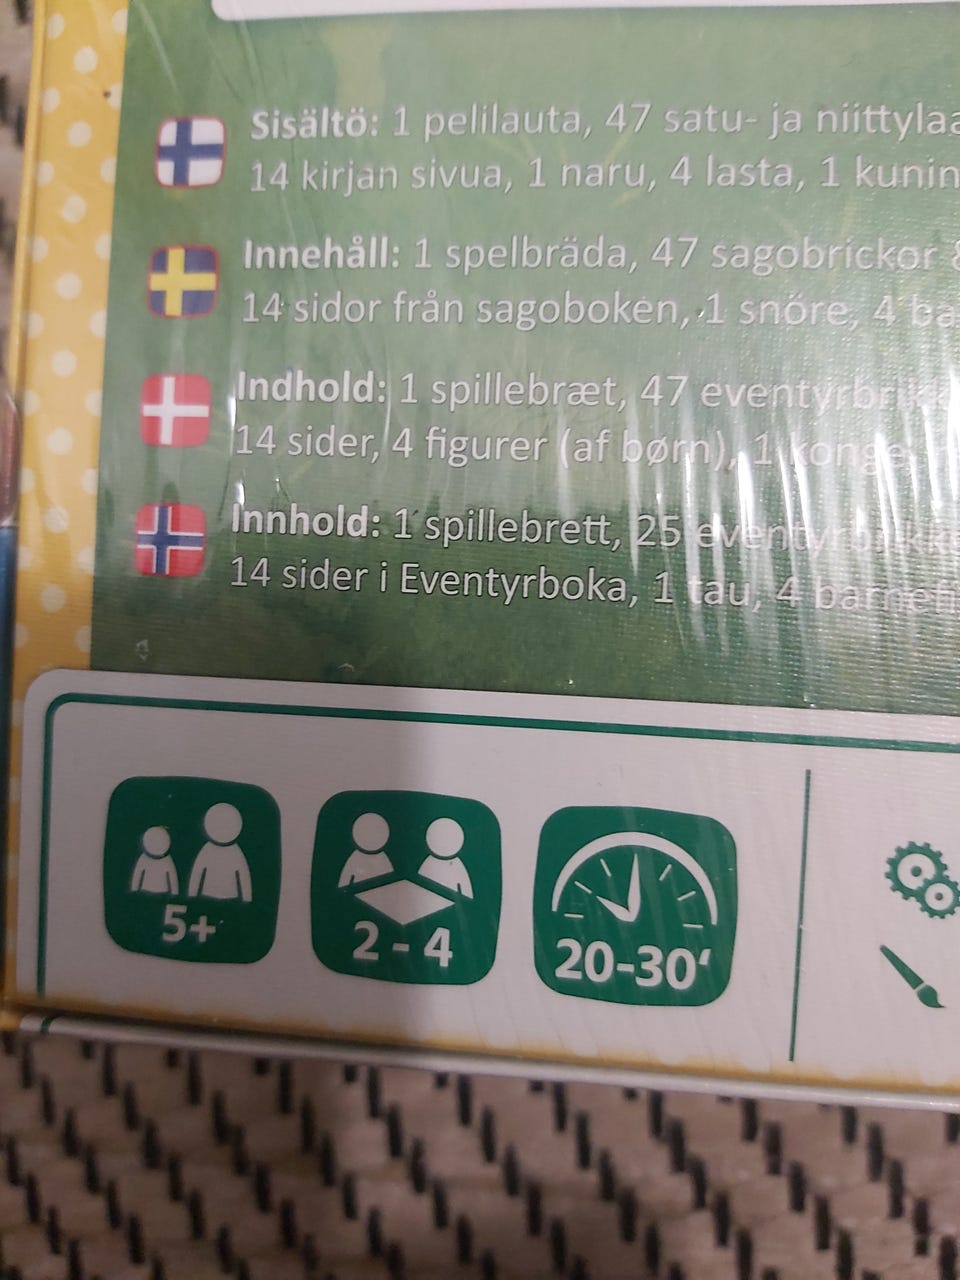 Sisältö: 1 pelilauta, 47 satu- ja
14 kirjan sivua, 1 naru, 4 lasta, 1
Innehåll: 1 spelbräda, 47 sagobrickor &
14 sidor från sagoboken, 1 snöre, 4
Indhold: 1 spillebræt, 47
14 sider, 4 figurer (af børn), 1 konge
Innhold: 1 spillebrett, 25
14 sider i Eventyrboka, 1 tau, 4
5+
2 - 4
20-30‘